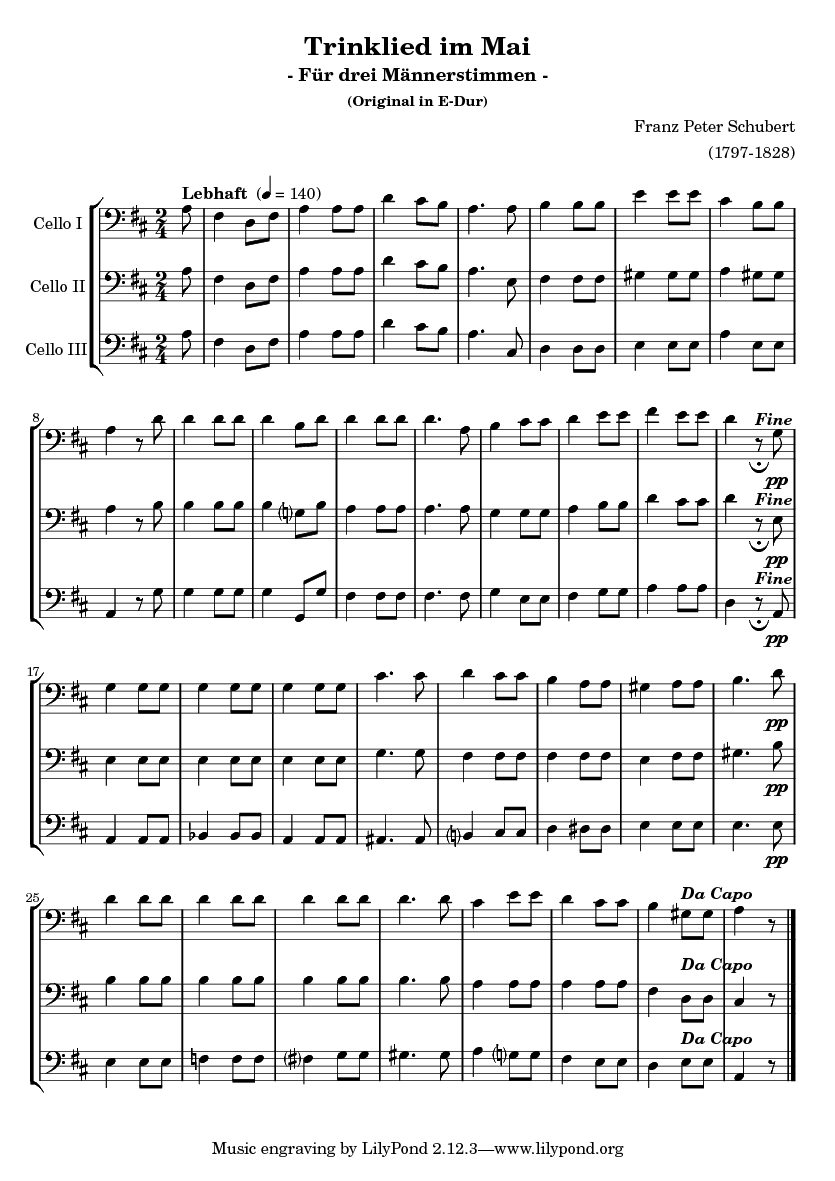 Trinklied im Mai
- Für drei Männerstimmen -
(Original in E-Dur)
Franz Peter Schubert
(1797-1828)
Lebhaft (♩ = 140)
Cello I
Cello II
Cello III
8
Fine
pp
Fine
pp
Fine
pp
17
pp
pp
pp
25
Da Capo
Da Capo
Da Capo
Music engraving by LilyPond 2.12.3—www.lilypond.org